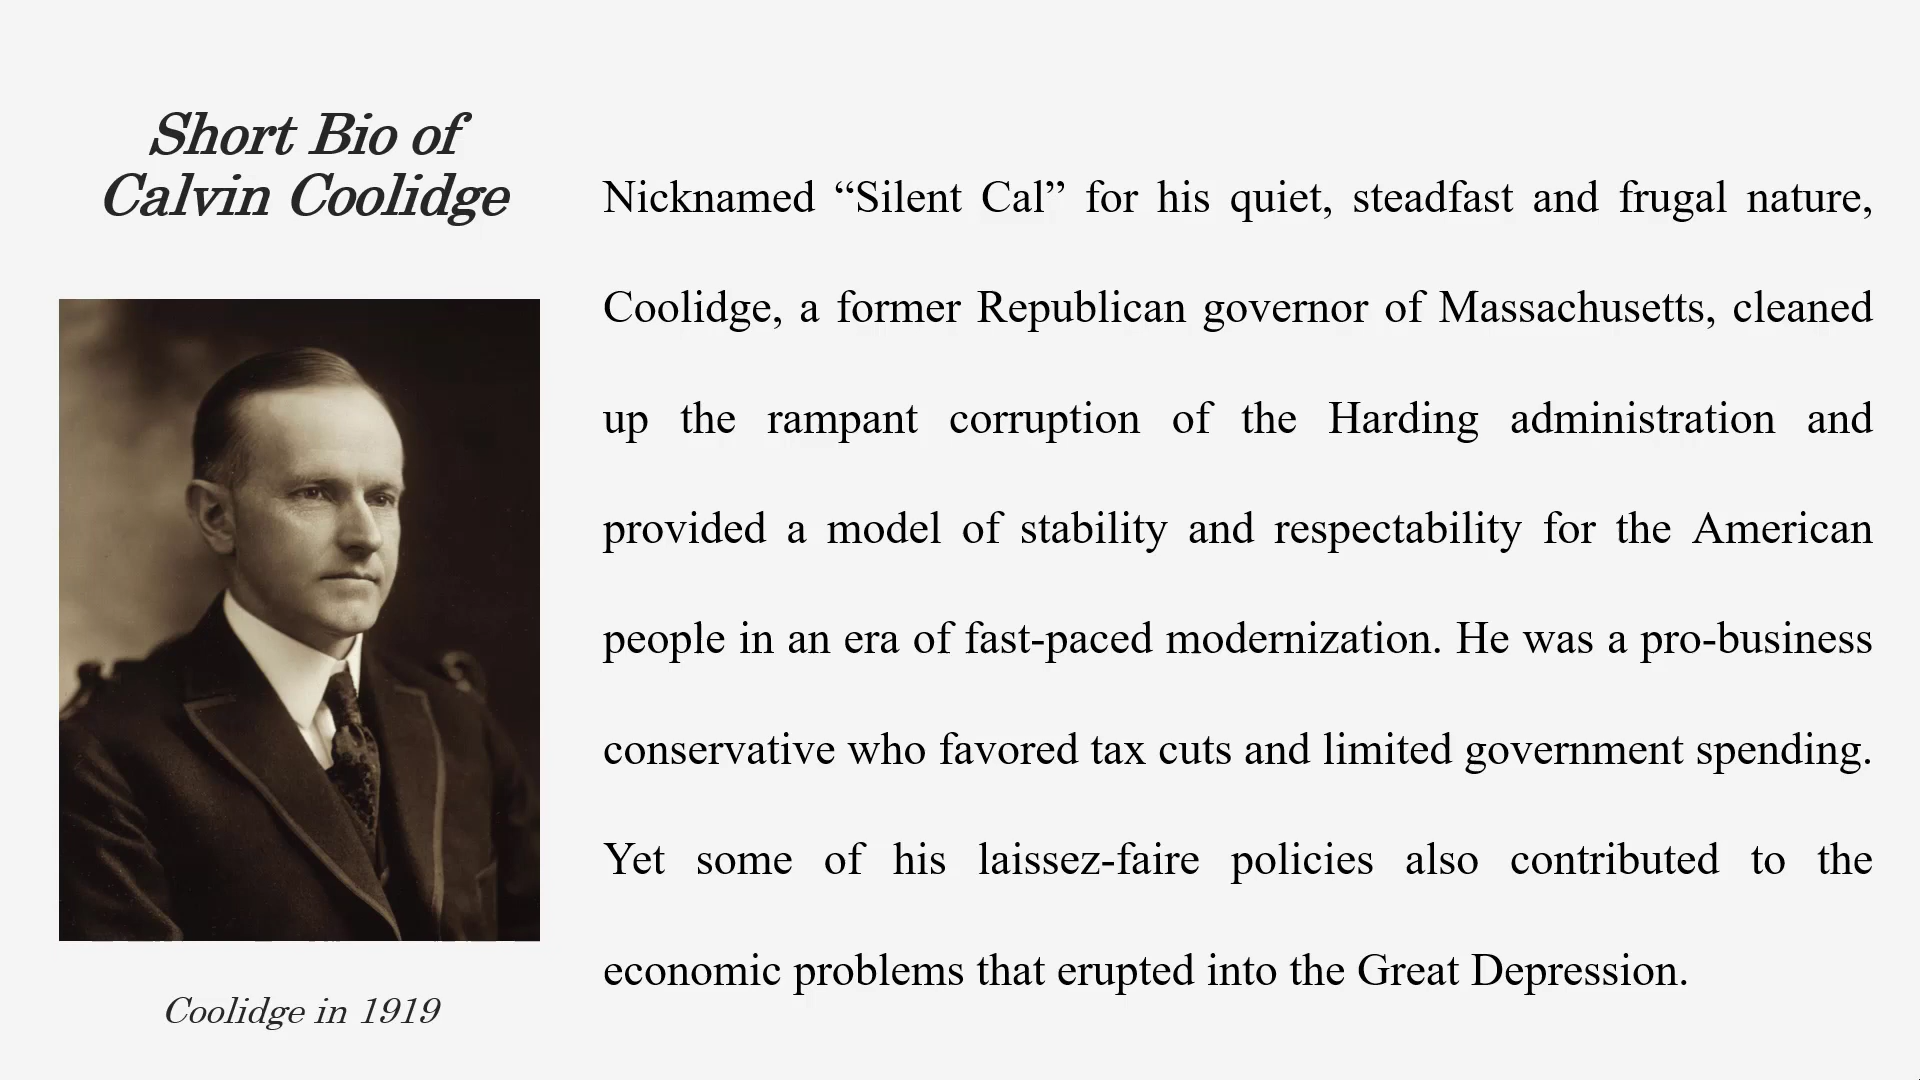 Short Bio of
Calvin Coolidge
Nicknamed “Silent Cal” for his quiet, steadfast and frugal nature,
Coolidge, a former Republican governor of Massachusetts, cleaned
up the rampant corruption of the Harding administration and
provided a model of stability and respectability for the American
people in an era of fast-paced modernization. He was a pro-business
conservative who favored tax cuts and limited government spending.
Yet some of his laissez-faire policies also contributed to the
economic problems that erupted into the Great Depression.
Coolidge in 1919